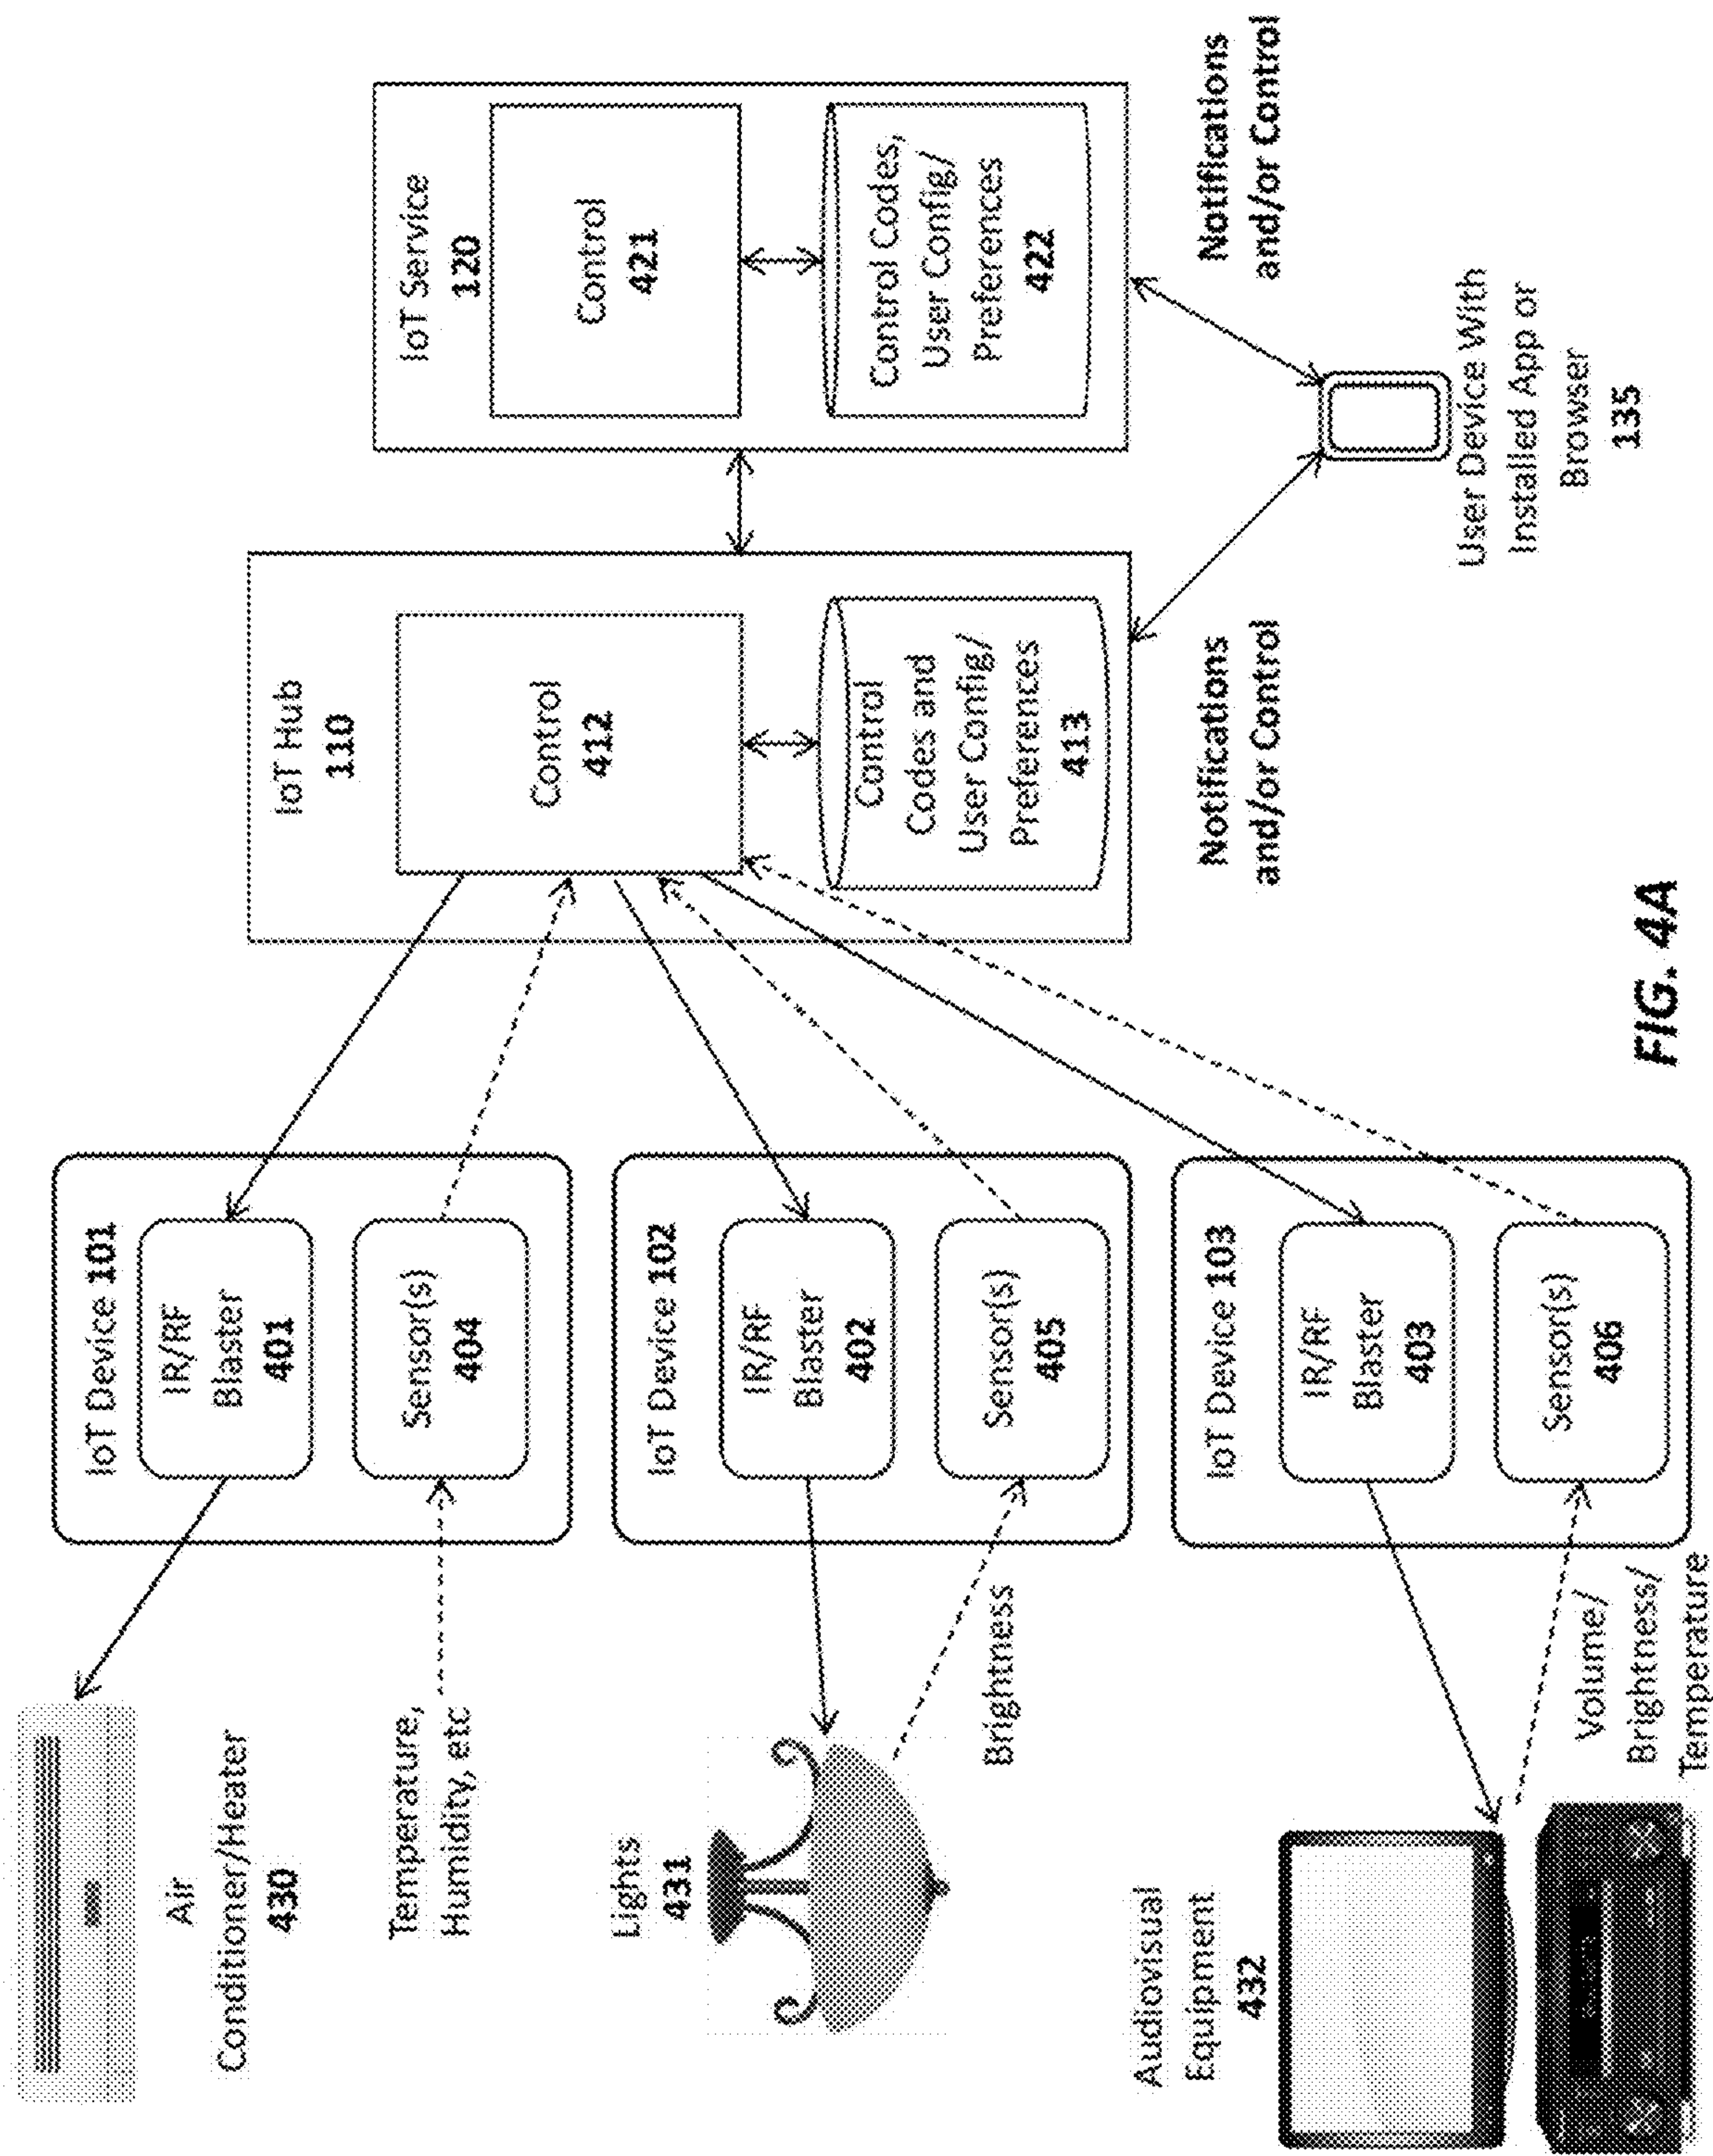 Air
Conditioner/Heater
430
Temperature,
Humidity, etc
Lights
431
Brightness
Audiovisual
Equipment
432
Volume/
Brightness/
Temperature
IoT Device 101
IR/RF
Blaster
401
Sensor(s)
404
IoT Device 102
IR/RF
Blaster
402
Sensor(s)
405
IoT Device 103
IR/RF
Blaster
403
Sensor(s)
406
IoT Hub
110
Control
412
Control
Codes and
User Config/
Preferences
413
Notifications
and/or Control
IoT Service
120
Control
421
Control Codes,
User Config/
Preferences
422
Notifications
and/or Control
User Device With
Installed App or
Browser
135
FIG. 4A